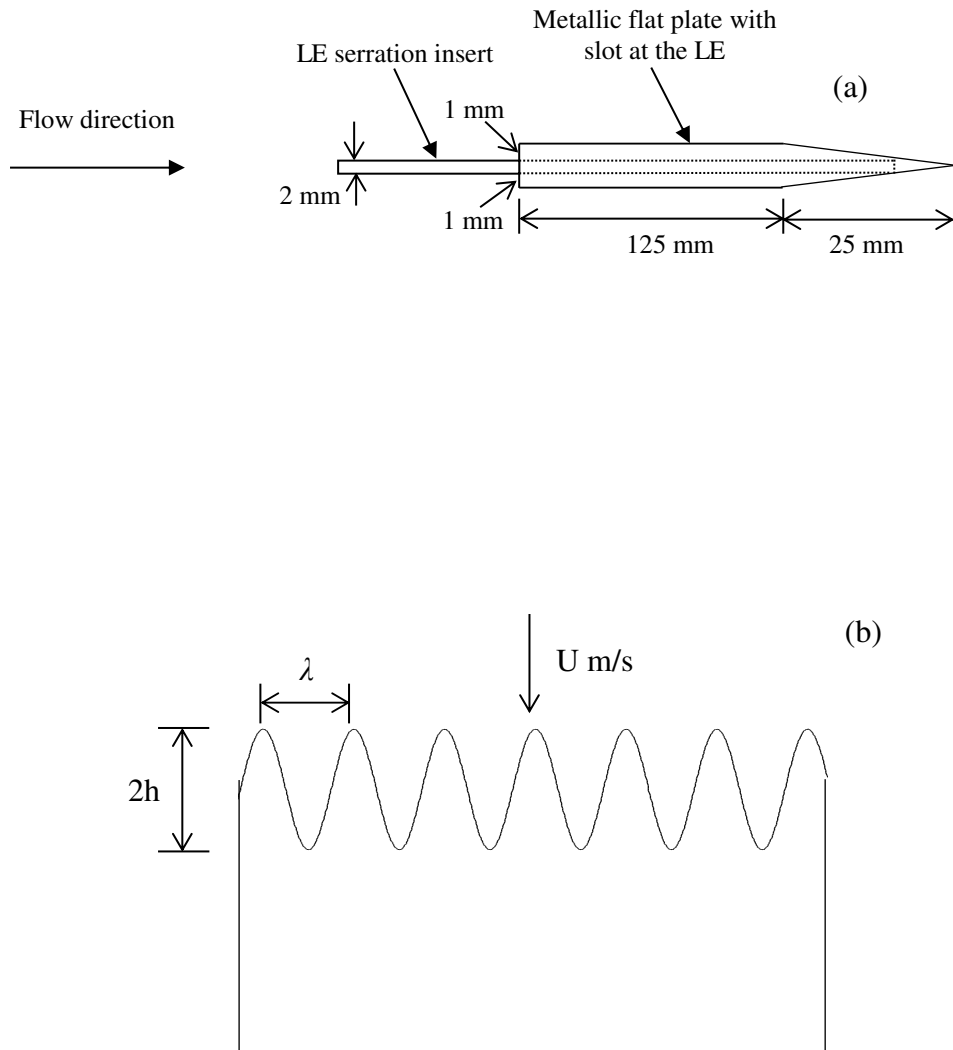 Metallic flat plate with
slot at the LE
LE serration insert
(a)
1 mm
Flow direction
2 mm
1 mm
125 mm
25 mm
(b)
U m/s
λ
2h